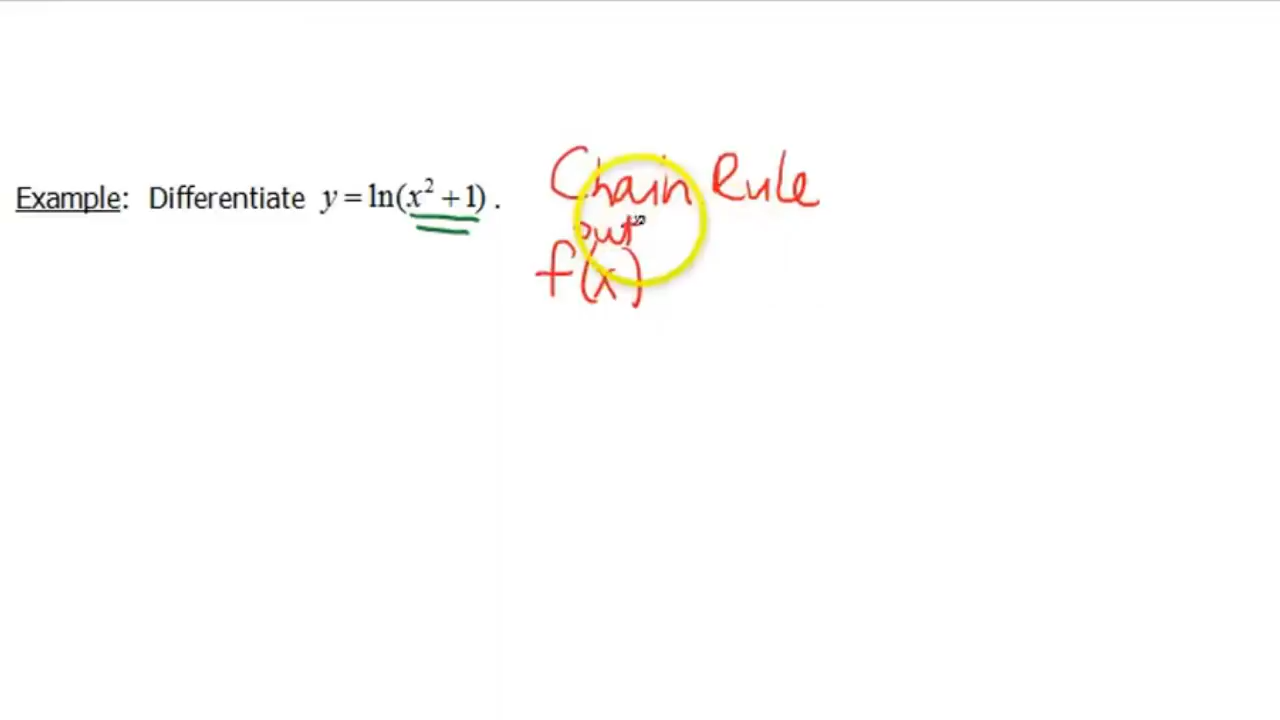 Example: Differentiate y = ln(x² + 1) .
Chain Rule
out
f(x)